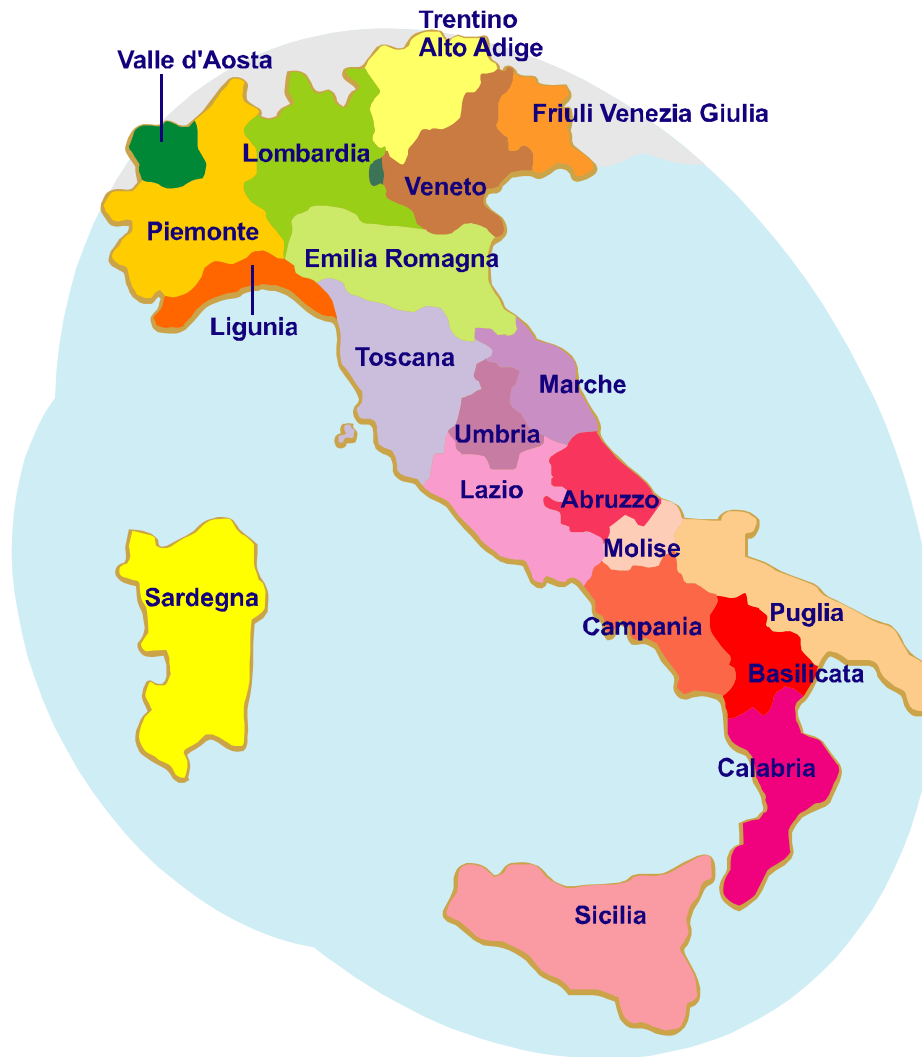 Trentino
Alto Adige
Valle d'Aosta
Friuli Venezia Giulia
Lombardia
Veneto
Piemonte
Emilia Romagna
Ligunia
Toscana
Marche
Umbria
Lazio
Abruzzo
Molise
Sardegna
Puglia
Campania
Basilicata
Calabria
Sicilia